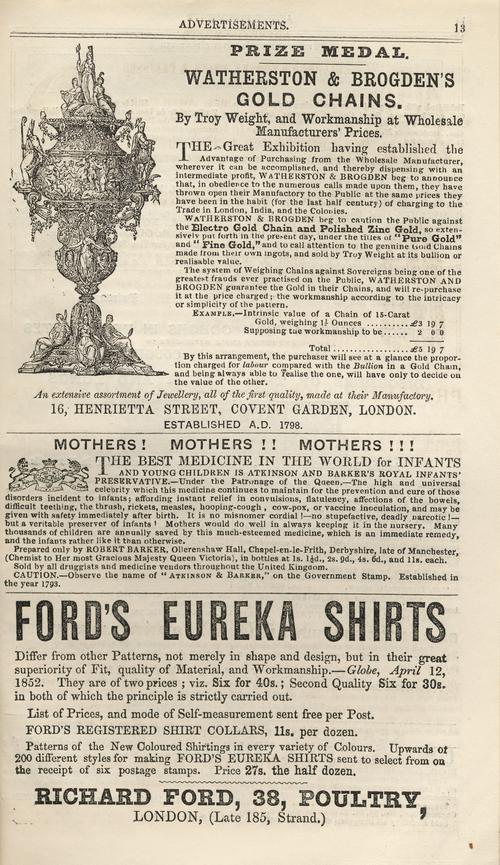 ADVERTISEMENTS.
13
PRIZE MEDAL.
WATHERSTON & BROGDEN'S
GOLD CHAINS.
By Troy Weight, and Workmanship at Wholesale
Manufacturers' Prices.
THE Great Exhibition having established the
Advantage of Purchasing from the Wholesale Manufacturer,
wherever it can be accomplished, and thereby dispensing with an
intermediate profit, WATHERSTON & BROGDEN beg to announce
that, in obedience to the numerous calls made upon them, they have
thrown open their Manufactory to the Public at the same prices they
have been in the habit (for the last half century) of charging to the
Trade in London, India, and the Colonies.
WATHERSTON & BROGDEN beg to caution the Public against
the Electro Gold Chain and Polished Zinc Gold, so exten-
sively put forth in the present day, under the titles of "Pure Gold"
and "Fine Gold," and to call attention to the genuine Gold Chains
made from their own ingots, and sold by Troy Weight at its bullion or
realisable value.
The system of Weighing Chains against Sovereigns being one of the
greatest frauds ever practised on the Public, WATHERSTON AND
BROGDEN guarantee the Gold in their Chains, and will re-purchase
it at the price charged; the workmanship according to the intricacy
or simplicity of the pattern.
EXAMPLE.—Intrinsic value of a Chain of 15-Carat
Gold, weighing 1½ Ounces .......... £3 19 7
Supposing the workmanship to be...... 2 0 0
Total .................. £5 19 7
By this arrangement, the purchaser will see at a glance the propor-
tion charged for labour compared with the Bullion in a Gold Chain,
and being always able to realise the one, will have only to decide on
the value of the other.
An extensive assortment of Jewellery, all of the first quality, made at their Manufactory.
16, HENRIETTA STREET, COVENT GARDEN, LONDON.
ESTABLISHED A.D. 1798.
MOTHERS! MOTHERS!! MOTHERS!!!
THE BEST MEDICINE IN THE WORLD for INFANTS
AND YOUNG CHILDREN IS ATKINSON AND BARKER'S ROYAL INFANTS'
PRESERVATIVE.—Under the Patronage of the Queen.—The high and universal
celebrity which this medicine continues to maintain for the prevention and cure of those
disorders incident to infants; affording instant relief in convulsions, flatulency, affections of the bowels,
difficult teething, the thrush, rickets, measles, hooping-cough, cow-pox, or vaccine inoculation, and may be
given with safety immediately after birth. It is no misnomer cordial!—no stupefactive, deadly narcotic!—
but a veritable preserver of infants! Mothers would do well in always keeping it in the nursery. Many
thousands of children are annually saved by this much-esteemed medicine, which is an immediate remedy,
and the infants rather like it than otherwise.
Prepared only by ROBERT BARKER, Ollerenshaw Hall, Chapel-en-le-Frith, Derbyshire, late of Manchester,
(Chemist to Her most Gracious Majesty Queen Victoria), in bottles at 1s. 1½d., 2s. 9d., 4s. 6d., and 11s. each.
Sold by all druggists and medicine vendors throughout the United Kingdom.
CAUTION.—Observe the name of "ATKINSON & BARKER," on the Government Stamp. Established in
the year 1793.
FORD'S EUREKA SHIRTS
Differ from other Patterns, not merely in shape and design, but in their great
superiority of Fit, quality of Material, and Workmanship.—Globe, April 12,
1852. They are of two prices; viz. Six for 40s.; Second Quality Six for 30s.
in both of which the principle is strictly carried out.
List of Prices, and mode of Self-measurement sent free per Post.
FORD'S REGISTERED SHIRT COLLARS, 11s. per dozen.
Patterns of the New Coloured Shirtings in every variety of Colours. Upwards of
200 different styles for making FORD'S EUREKA SHIRTS sent to select from on
the receipt of six postage stamps. Price 27s. the half dozen.
RICHARD FORD, 38, POULTRY,
LONDON, (Late 185, Strand.)